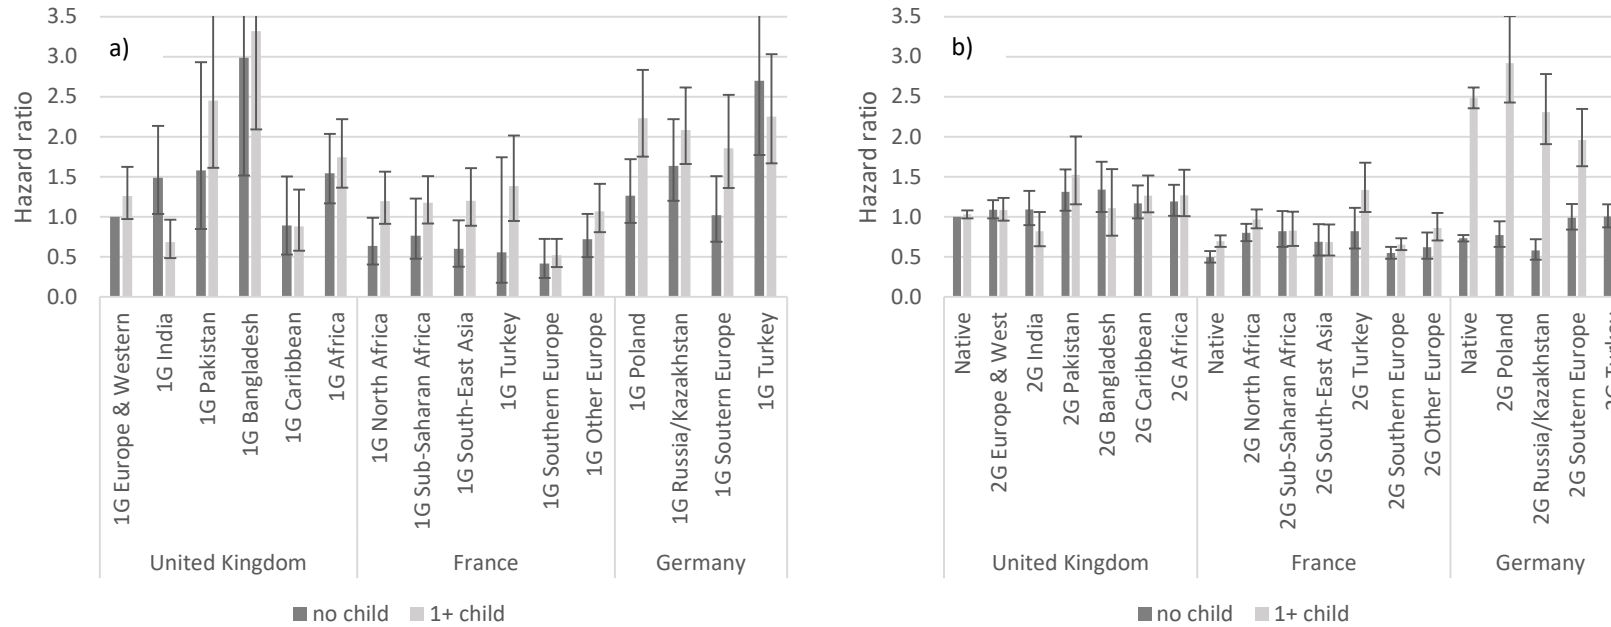 a)
Hazard ratio
3.5
3.0
2.5
2.0
1.5
1.0
0.5
0.0
1G Europe & Western
1G India
1G Pakistan
1G Bangladesh
1G Caribbean
1G Africa
1G North Africa
1G Sub-Saharan Africa
1G South-East Asia
1G Turkey
1G Southern Europe
1G Other Europe
1G Poland
1G Russia/Kazakhstan
1G Soutern Europe
1G Turkey
United Kingdom
France
Germany
no child
1+ child
b)
Hazard ratio
3.5
3.0
2.5
2.0
1.5
1.0
0.5
0.0
Native
2G Europe & West
2G India
2G Pakistan
2G Bangladesh
2G Caribbean
2G Africa
Native
2G North Africa
2G Sub-Saharan Africa
2G South-East Asia
2G Turkey
2G Southern Europe
2G Other Europe
Native
2G Poland
2G Russia/Kazakhstan
2G Soutern Europe
2G Turkey
United Kingdom
France
Germany
no child
1+ child